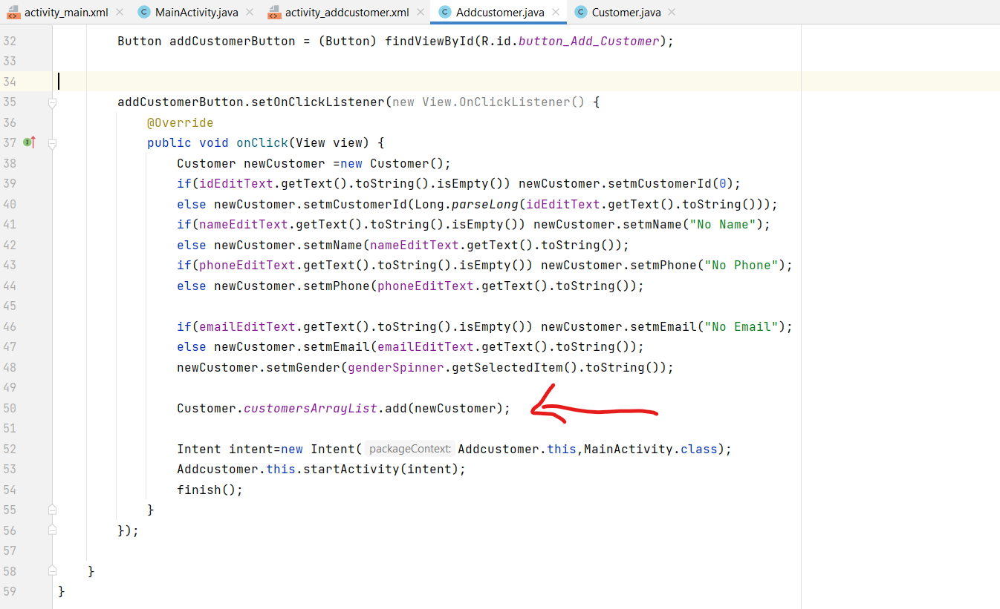 activity_main.xml MainActivity.java activity_addcustomer.xml Addcustomer.java Customer.java
32 Button addCustomerButton = (Button) findViewById(R.id.button_Add_Customer);
33
34
35 addCustomerButton.setOnClickListener(new View.OnClickListener() {
36 @Override
37 public void onClick(View view) {
38 Customer newCustomer =new Customer();
39 if(idEditText.getText().toString().isEmpty()) newCustomer.setmCustomerId(0);
40 else newCustomer.setmCustomerId(Long.parseLong(idEditText.getText().toString()));
41 if(nameEditText.getText().toString().isEmpty()) newCustomer.setmName("No Name");
42 else newCustomer.setmName(nameEditText.getText().toString());
43 if(phoneEditText.getText().toString().isEmpty()) newCustomer.setmPhone("No Phone");
44 else newCustomer.setmPhone(phoneEditText.getText().toString());
45
46 if(emailEditText.getText().toString().isEmpty()) newCustomer.setmEmail("No Email");
47 else newCustomer.setmEmail(emailEditText.getText().toString());
48 newCustomer.setmGender(genderSpinner.getSelectedItem().toString());
49
50 Customer.customersArrayList.add(newCustomer);
51
52 Intent intent=new Intent( packageContext: Addcustomer.this,MainActivity.class);
53 Addcustomer.this.startActivity(intent);
54 finish();
55 }
56 });
57
58 }
59 }